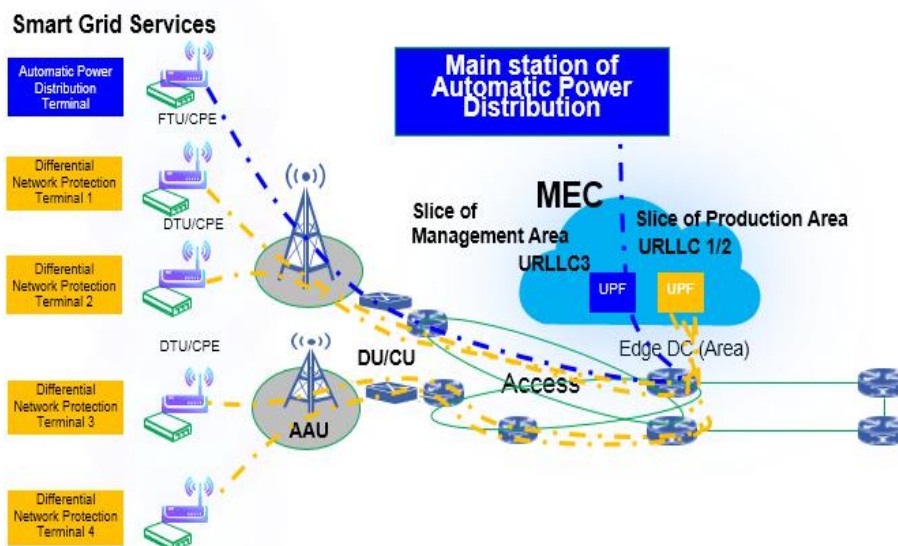 Smart Grid Services
Automatic Power
Distribution
Terminal
FTU/CPE
Differential
Network Protection
Terminal 1
DTU/CPE
Differential
Network Protection
Terminal 2
DTU/CPE
Differential
Network Protection
Terminal 3
Differential
Network Protection
Terminal 4
AAU
DU/CU
Access
Main station of
Automatic Power
Distribution
MEC
Slice of
Management Area
URLLC3
Slice of Production Area
URLLC 1/2
UPF
UPF
Edge DC (Area)